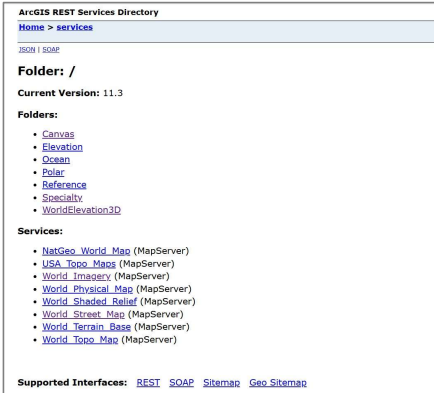 ArcGIS REST Services Directory
Home > services
JSON | SOAP
Folder: /
Current Version: 11.3
Folders:
• Canvas
• Elevation
• Ocean
• Polar
• Reference
• Specialty
• WorldElevation3D
Services:
• NatGeo_World_Map (MapServer)
• USA_Topo_Maps (MapServer)
• World_Imagery (MapServer)
• World_Physical_Map (MapServer)
• World_Shaded_Relief (MapServer)
• World_Street_Map (MapServer)
• World_Terrain_Base (MapServer)
• World_Topo_Map (MapServer)
Supported Interfaces: REST SOAP Sitemap Geo Sitemap